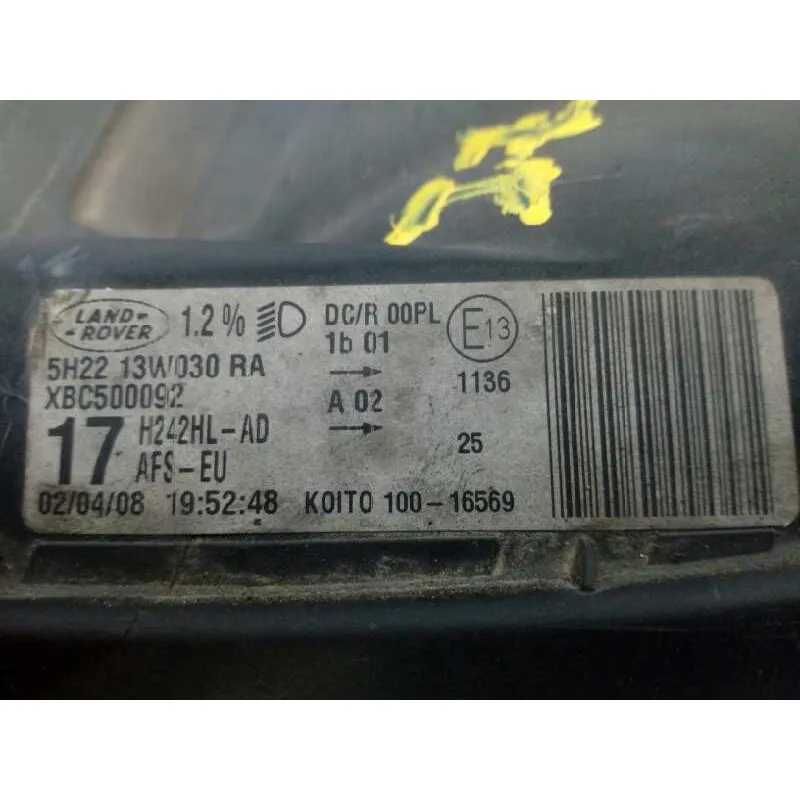 LAND ROVER 1.2% DC/R 00PL E13
1b 01
5H22 13W030 RA 1136
XBC500092 A 02
17 H242HL-AD 25
AFS-EU
02/04/08 19:52:48 KOITO 100-16569